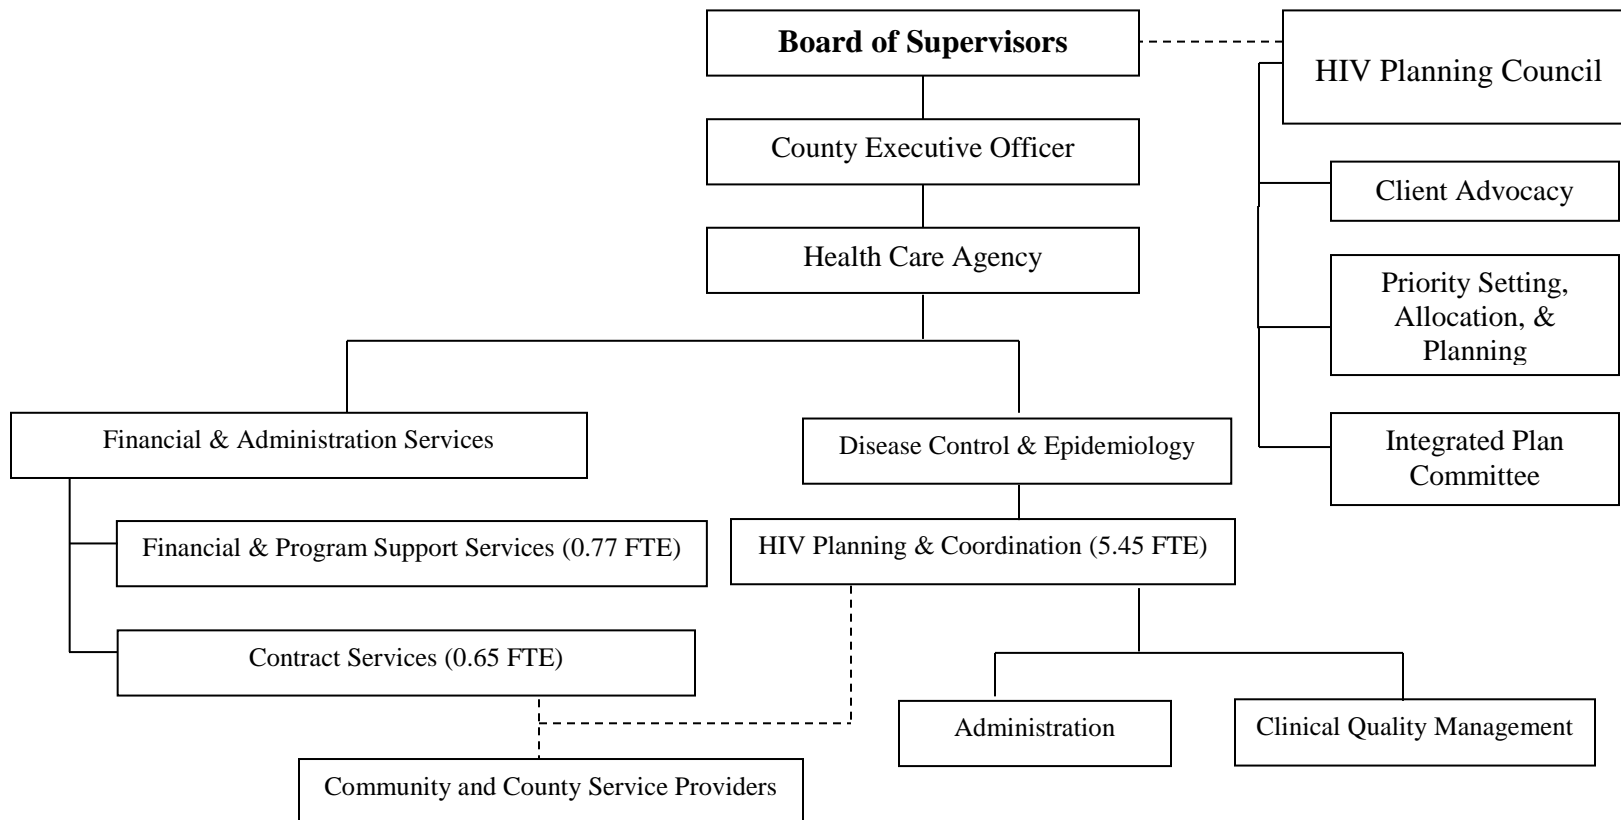 Board of Supervisors
HIV Planning Council
County Executive Officer
Client Advocacy
Health Care Agency
Priority Setting,
Allocation, &
Planning
Financial & Administration Services
Disease Control & Epidemiology
Integrated Plan
Committee
Financial & Program Support Services (0.77 FTE)
HIV Planning & Coordination (5.45 FTE)
Contract Services (0.65 FTE)
Administration
Clinical Quality Management
Community and County Service Providers